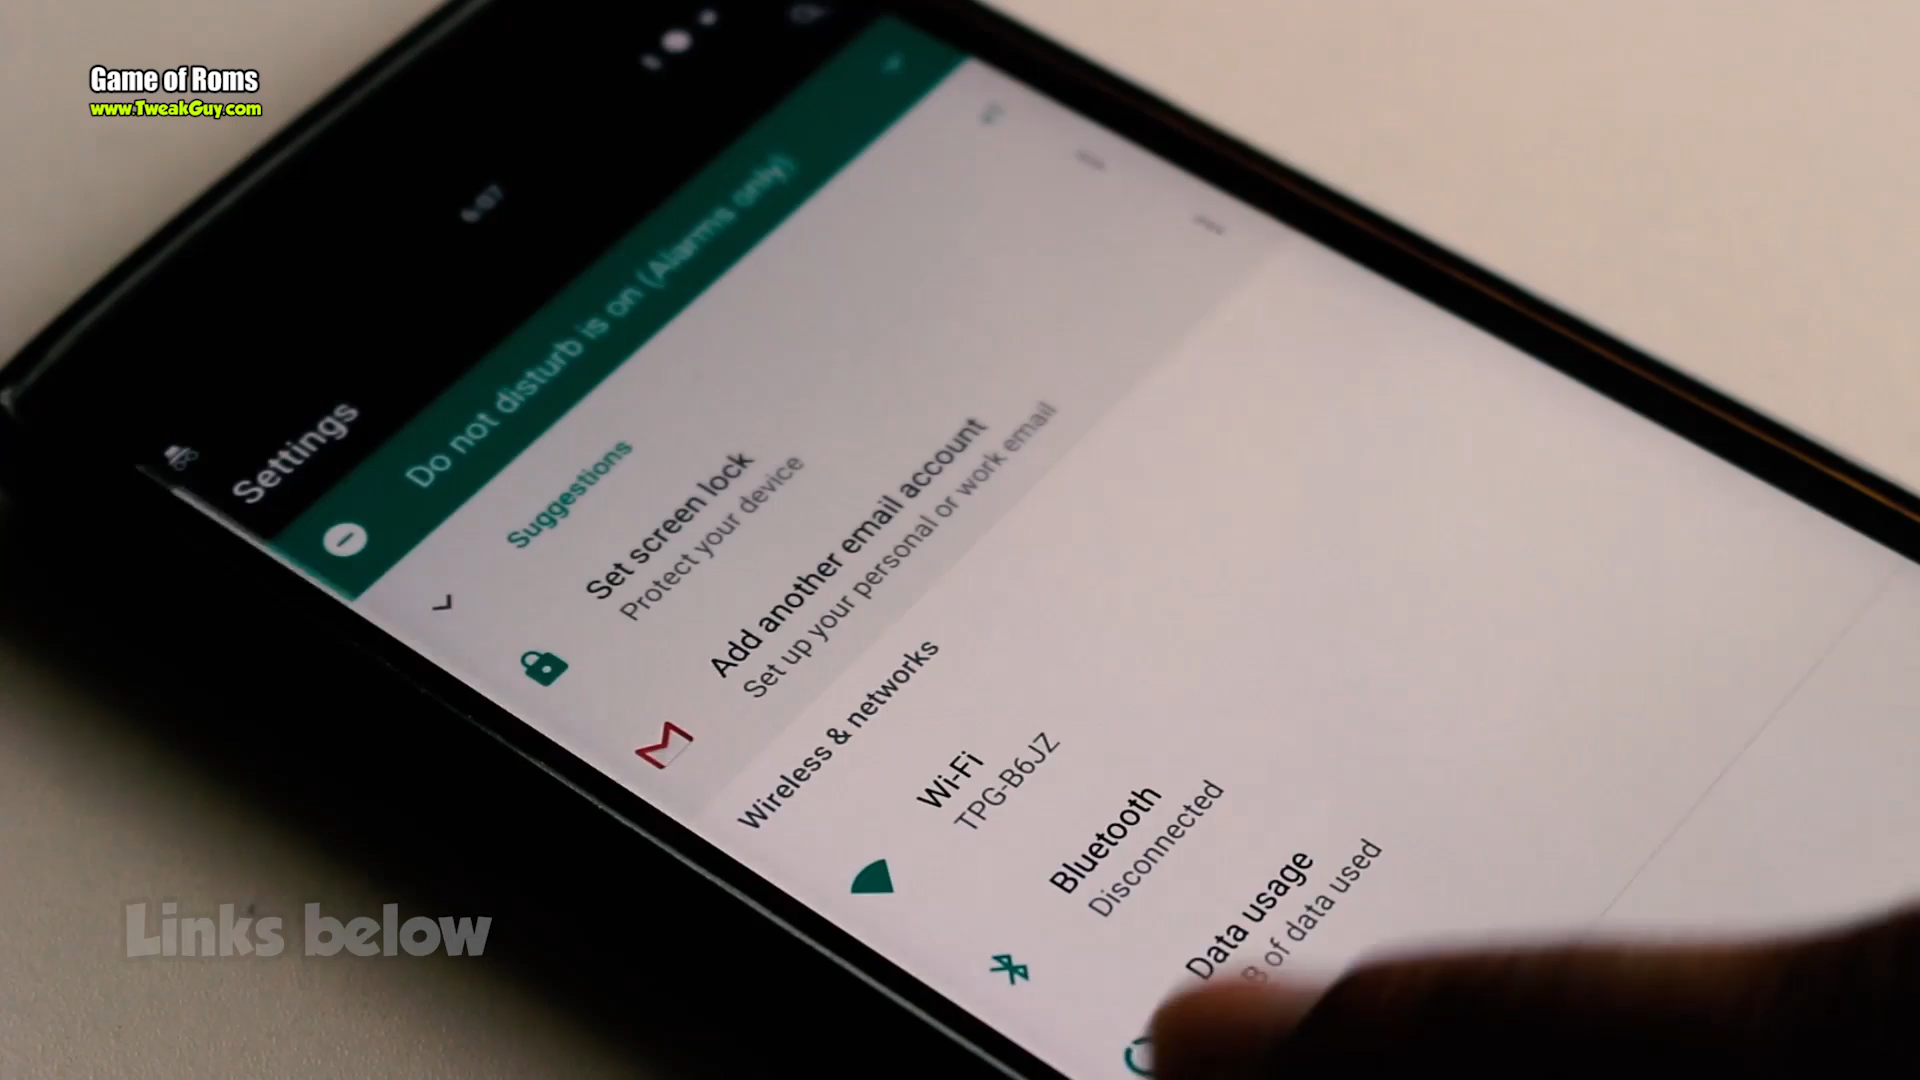 Game of Roms
www.TweakGuy.com
6:07
Settings
Do not disturb is on (Alarms only)
Suggestions
Set screen lock
Protect your device
Add another email account
Set up your personal or work email
Wireless & networks
Wi-Fi
TPG-B6JZ
Bluetooth
Disconnected
Data usage
B of data used
Links below